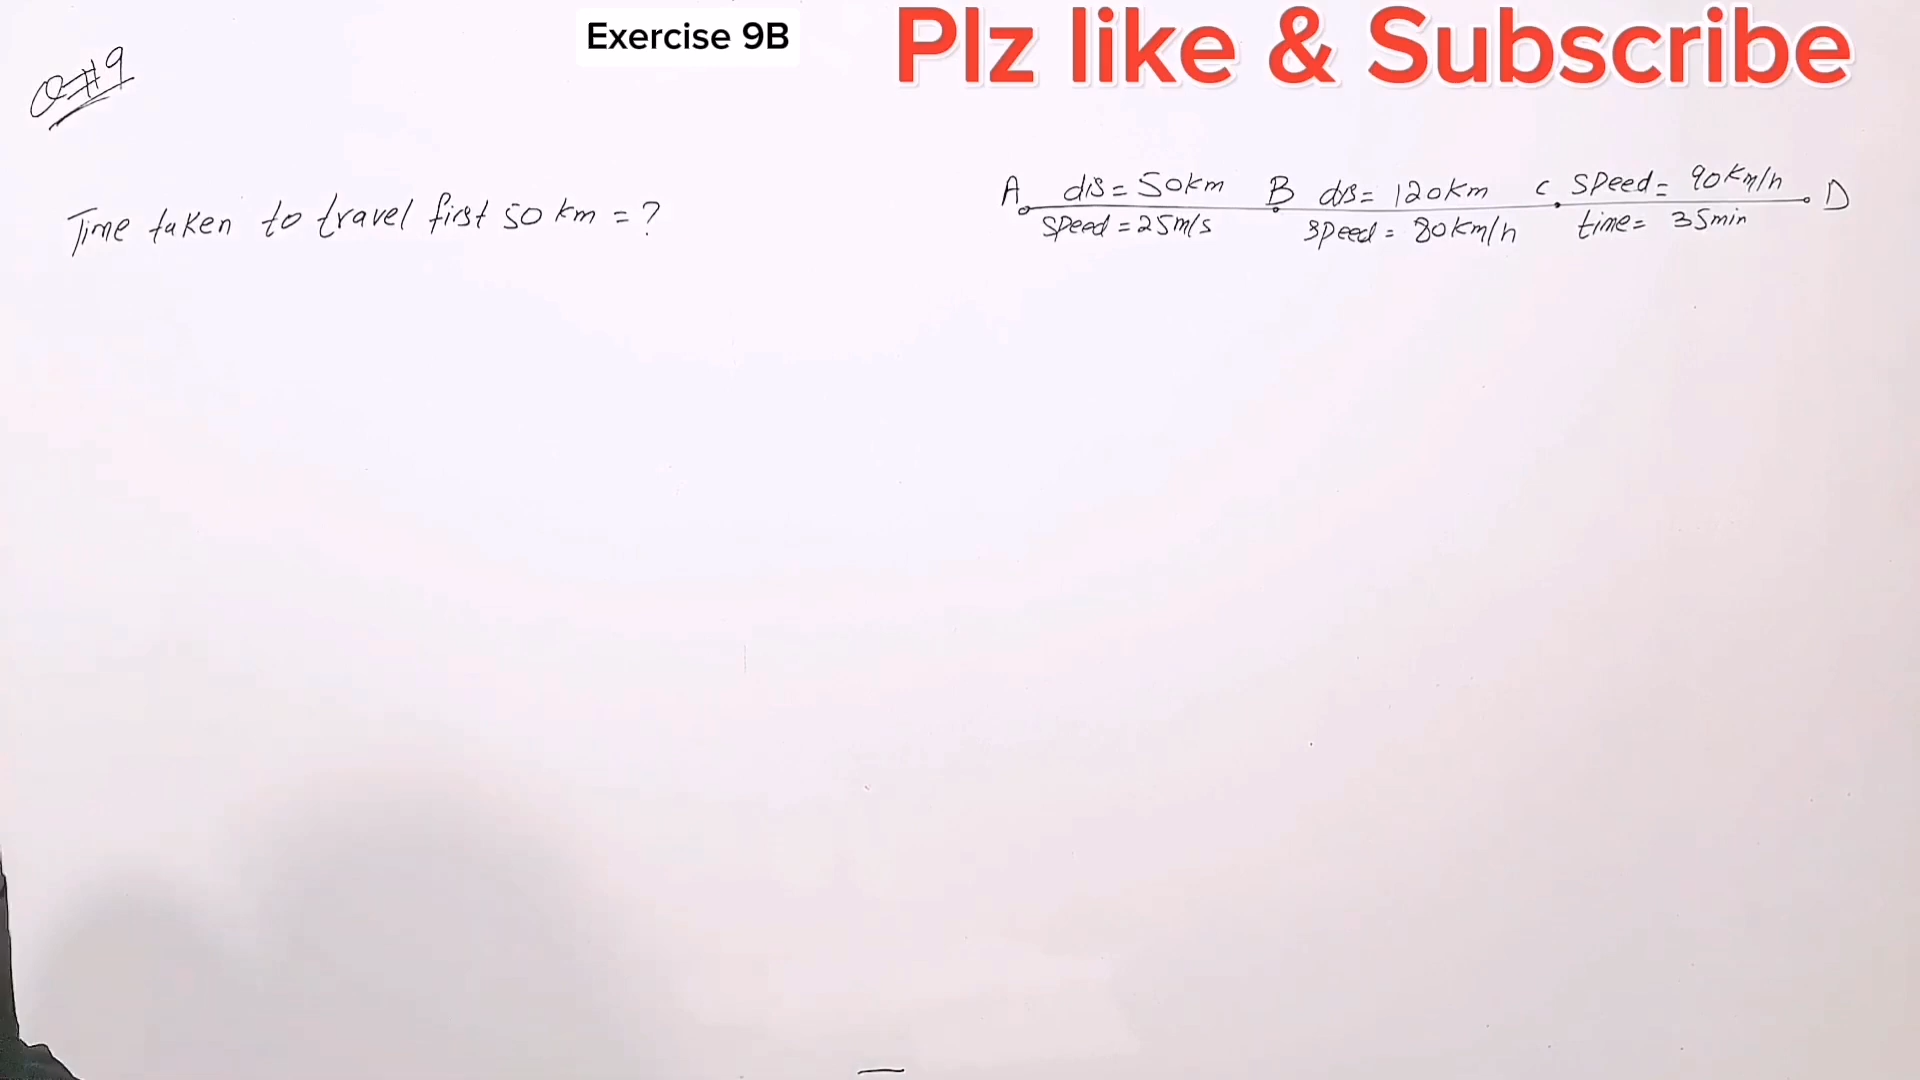 Exercise 9B
Plz like & Subscribe
Q#9
Time taken to travel first 50 km = ?
A dis = 50km B dis = 120km C speed = 90km/h D
speed = 25m/s speed = 80km/h time = 35min